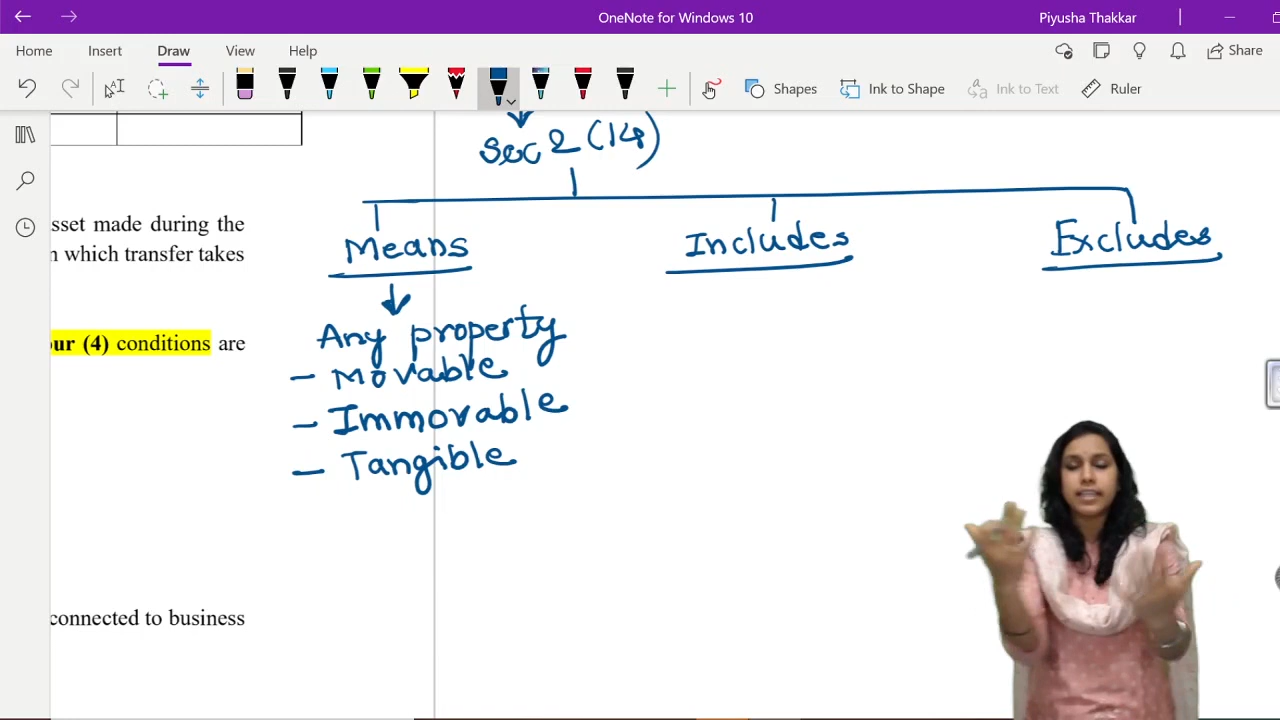 OneNote for Windows 10
Piyusha Thakkar
Home Insert Draw View Help
Share
Shapes
Ink to Shape
Ink to Text
Ruler
Sec 2 (14)
Means Includes Excludes
Any property
- Movable
- Immovable
- Tangible
sset made during the
n which transfer takes
our (4) conditions are
connected to business